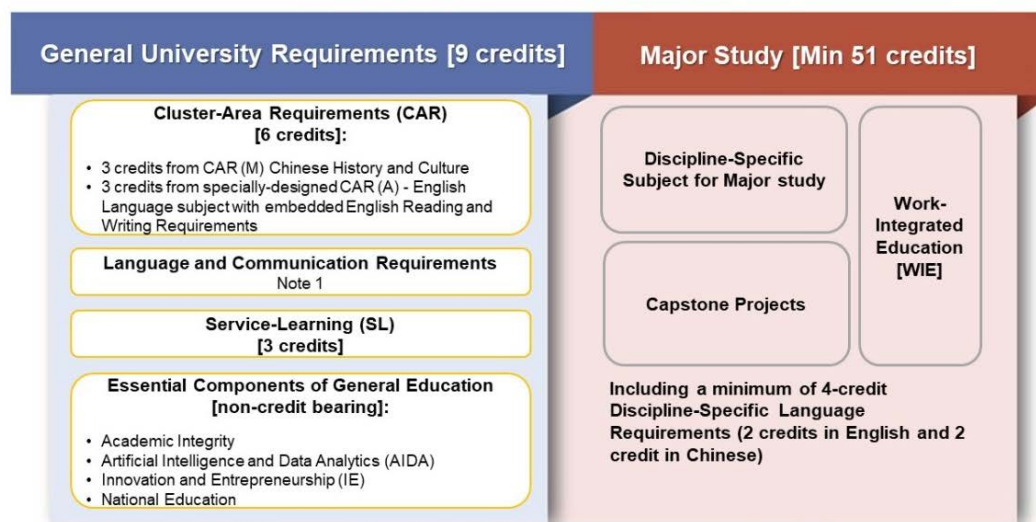 General University Requirements [9 credits]
Cluster-Area Requirements (CAR)
[6 credits]:
• 3 credits from CAR (M) Chinese History and Culture
• 3 credits from specially-designed CAR (A) - English
Language subject with embedded English Reading and
Writing Requirements
Language and Communication Requirements
Note 1
Service-Learning (SL)
[3 credits]
Essential Components of General Education
[non-credit bearing]:
• Academic Integrity
• Artificial Intelligence and Data Analytics (AIDA)
• Innovation and Entrepreneurship (IE)
• National Education
Major Study [Min 51 credits]
Discipline-Specific
Subject for Major study
Capstone Projects
Work-
Integrated
Education
[WIE]
Including a minimum of 4-credit
Discipline-Specific Language
Requirements (2 credits in English and 2
credit in Chinese)